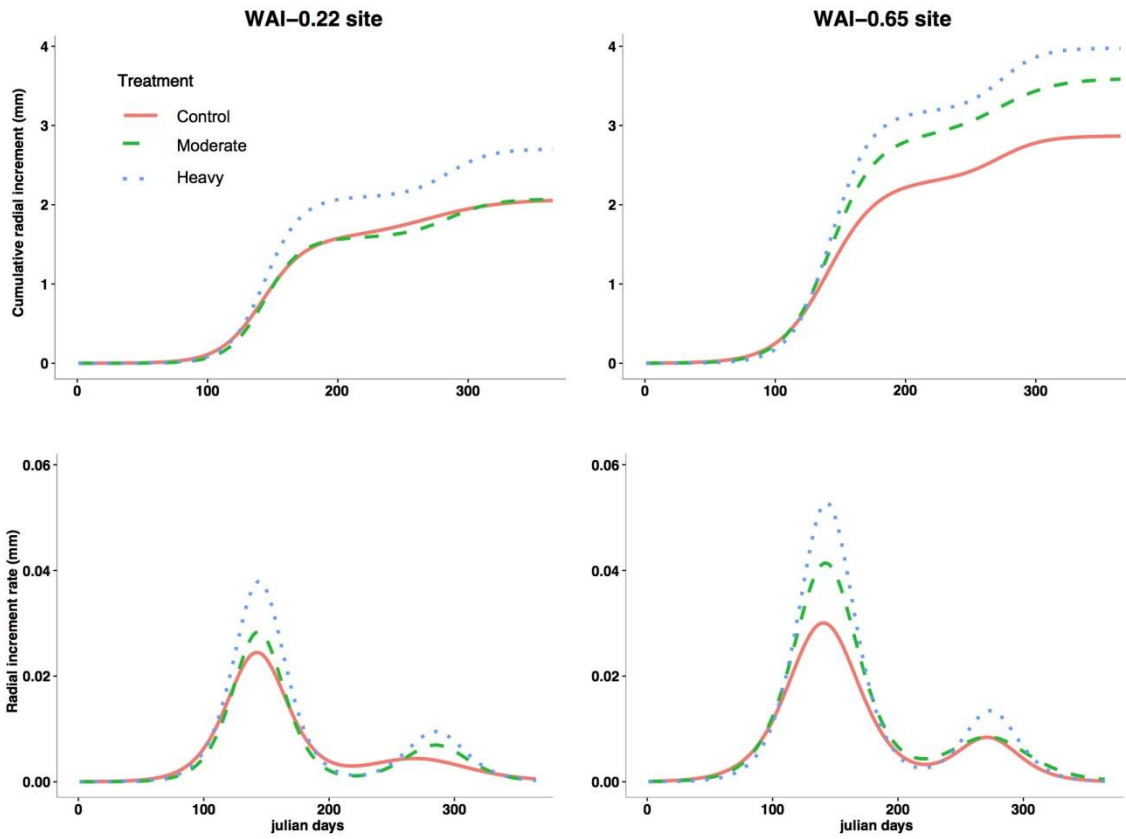 WAI–0.22 site
WAI–0.65 site
Cumulative radial increment (mm)
4
3
2
1
0
Treatment
Control
Moderate
Heavy
0 100 200 300
4
3
2
1
0
0 100 200 300
Radial increment rate (mm)
0.06
0.04
0.02
0.00
0 100 200 300
julian days
0.06
0.04
0.02
0.00
0 100 200 300
julian days